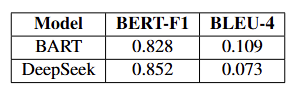 Model BERT-F1 BLEU-4
BART 0.828 0.109
DeepSeek 0.852 0.073